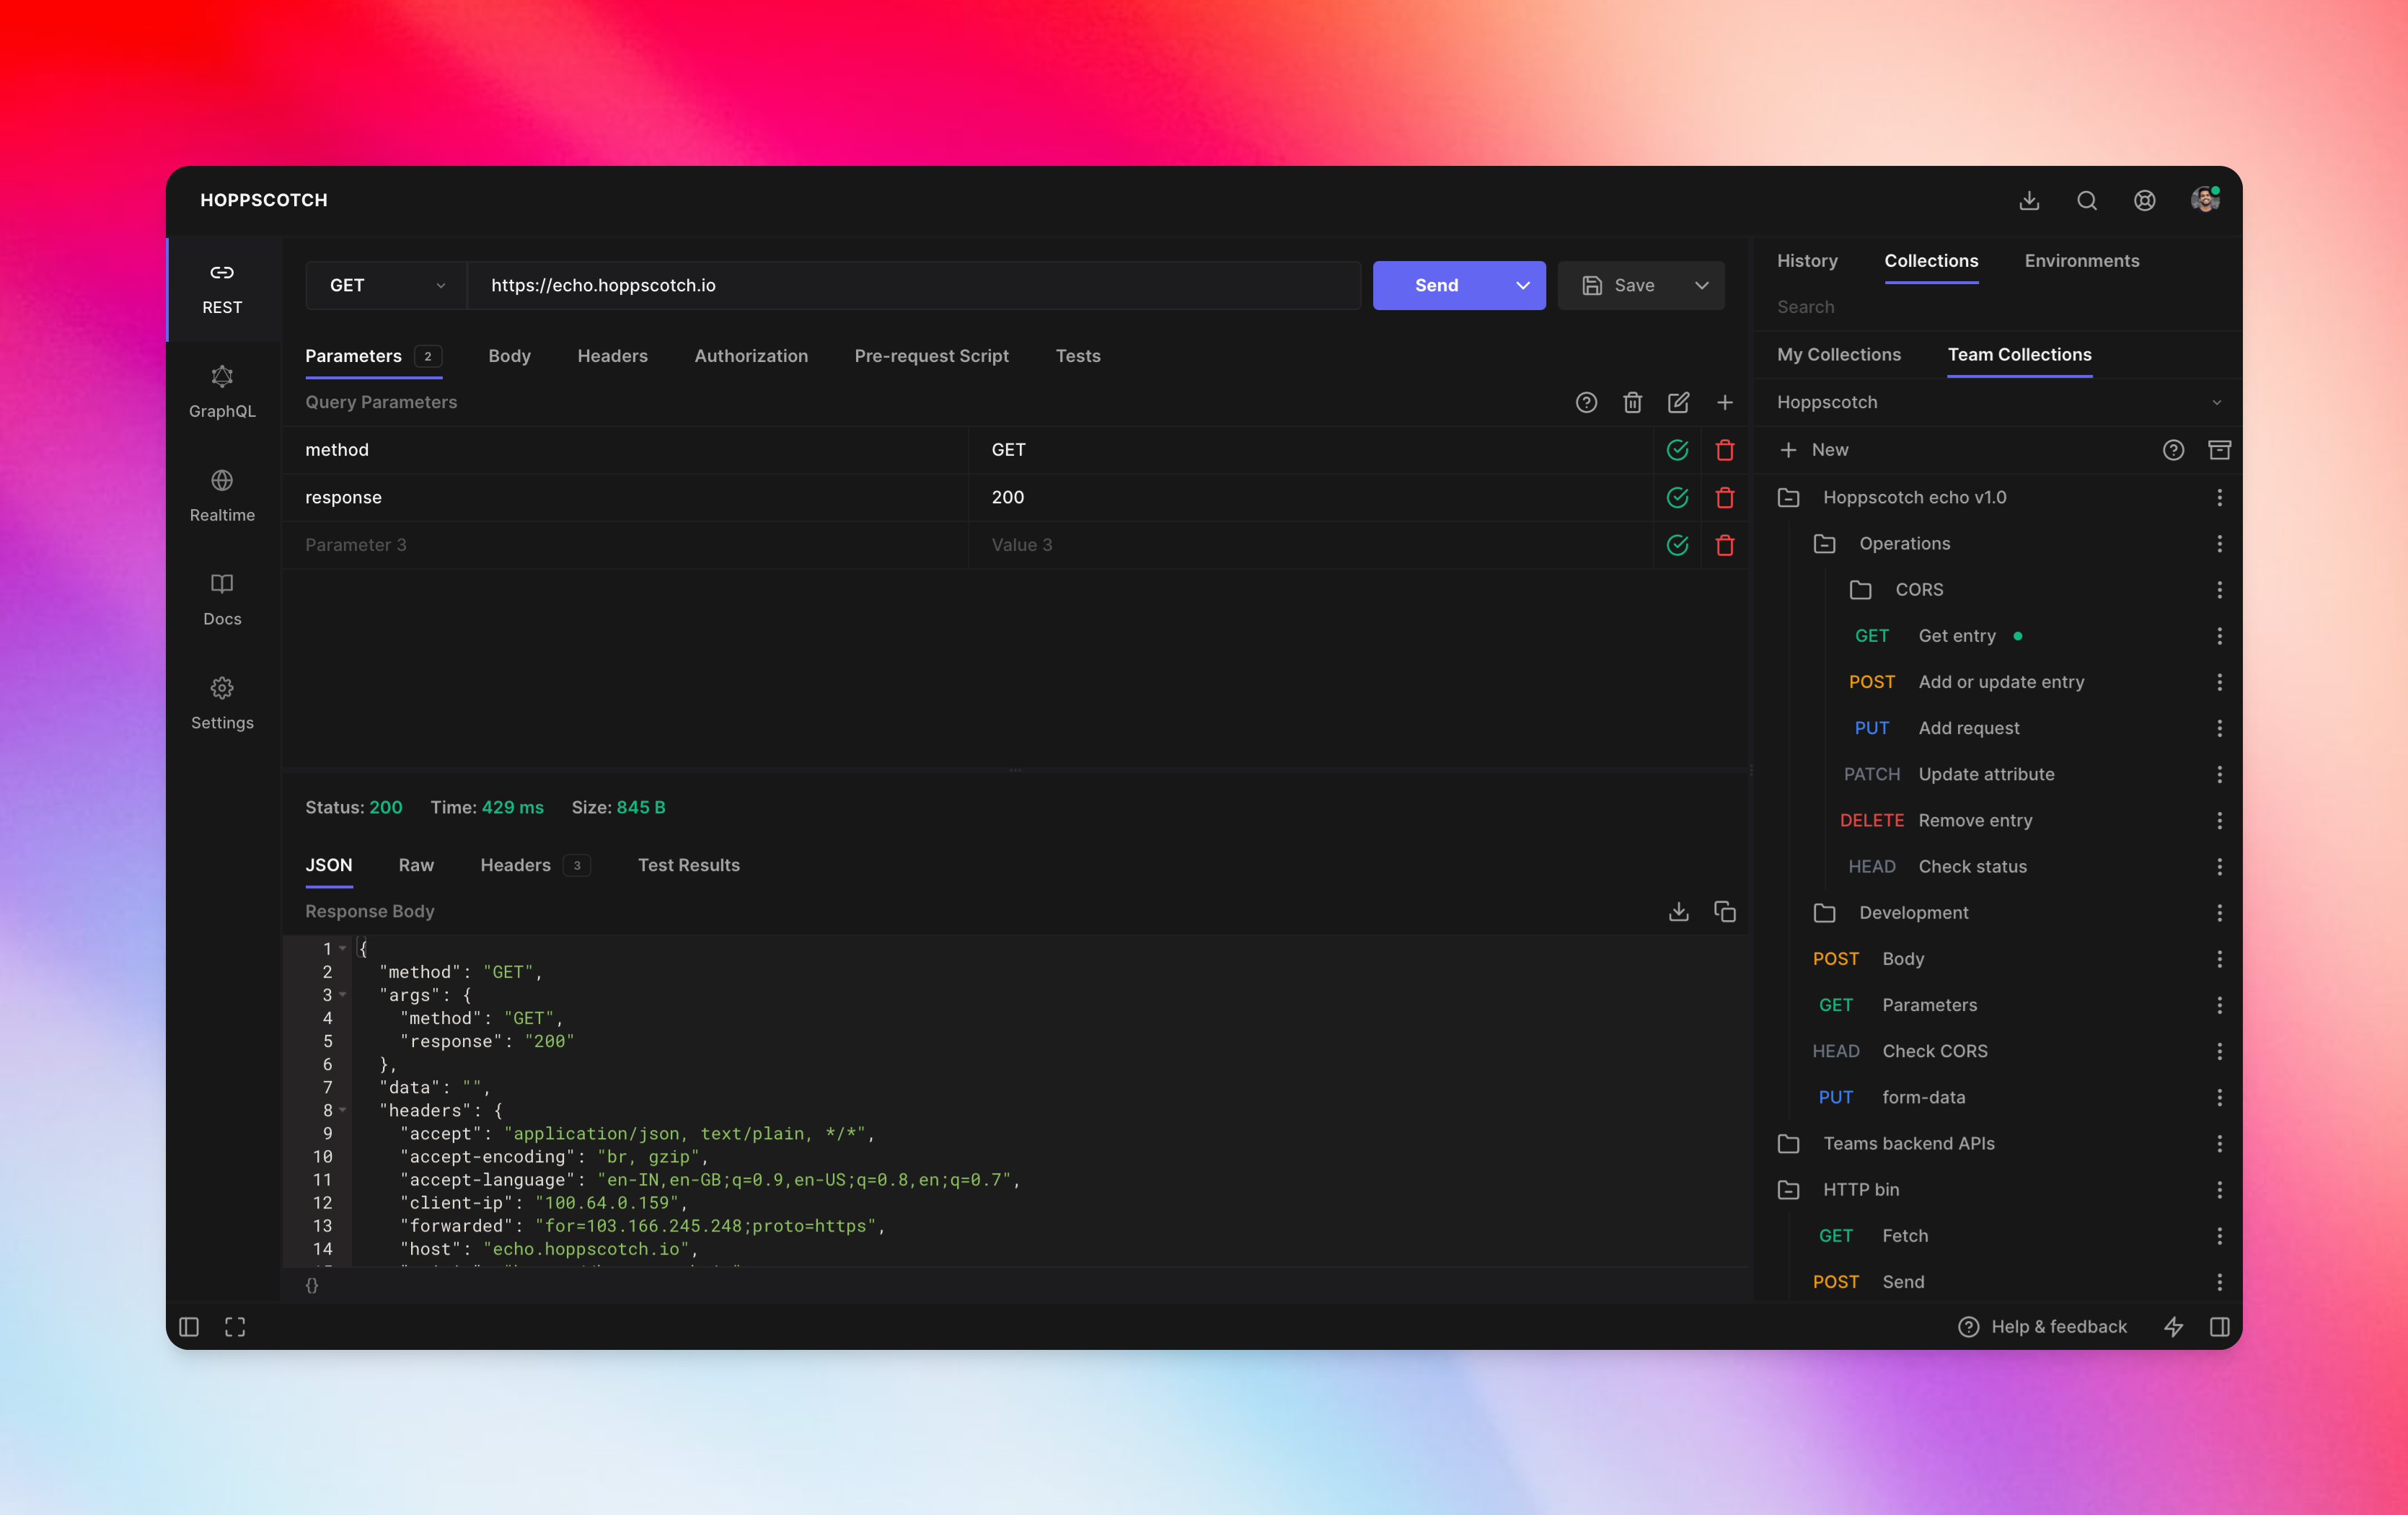 HOPPSCOTCH
REST
GraphQL
Realtime
Docs
Settings
GET
https://echo.hoppscotch.io
Send
Save
Parameters 2 Body Headers Authorization Pre-request Script Tests
Query Parameters
method GET
response 200
Parameter 3 Value 3
Status: 200 Time: 429 ms Size: 845 B
JSON Raw Headers 3 Test Results
Response Body
1 {
2 "method": "GET",
3 "args": {
4 "method": "GET",
5 "response": "200"
6 },
7 "data": "",
8 "headers": {
9 "accept": "application/json, text/plain, */*",
10 "accept-encoding": "br, gzip",
11 "accept-language": "en-IN,en-GB;q=0.9,en-US;q=0.8,en;q=0.7",
12 "client-ip": "100.64.0.159",
13 "forwarded": "for=103.166.245.248;proto=https",
14 "host": "echo.hoppscotch.io",
{}
History Collections Environments
Search
My Collections Team Collections
Hoppscotch
New
Hoppscotch echo v1.0
Operations
CORS
GET Get entry
POST Add or update entry
PUT Add request
PATCH Update attribute
DELETE Remove entry
HEAD Check status
Development
POST Body
GET Parameters
HEAD Check CORS
PUT form-data
Teams backend APIs
HTTP bin
GET Fetch
POST Send
Help & feedback